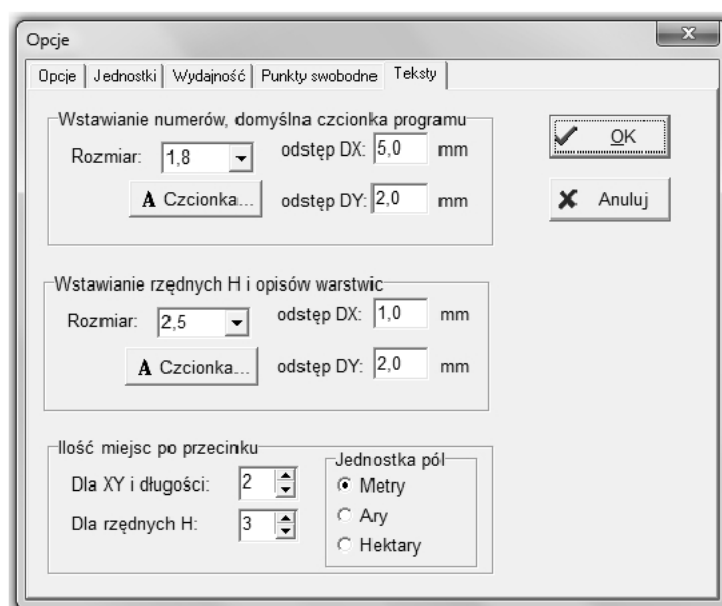 Opcje
Opcje Jednostki Wydajność Punkty swobodne Teksty
Wstawianie numerów, domyślna czcionka programu
Rozmiar: 1,8 odstęp DX: 5,0 mm
A Czcionka... odstęp DY: 2,0 mm
OK
Anuluj
Wstawianie rzędnych H i opisów warstwic
Rozmiar: 2,5 odstęp DX: 1,0 mm
A Czcionka... odstęp DY: 2,0 mm
Ilość miejsc po przecinku
Dla XY i długości: 2
Dla rzędnych H: 3
Jednostka pól
Metry
Ary
Hektary